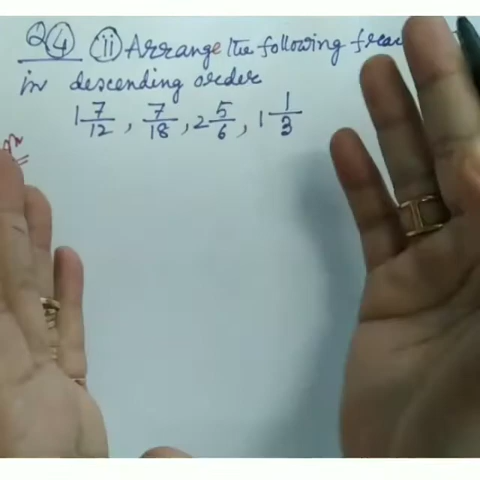 Q④ (ii) Arrange the following
in descending order
1 7/12 , 7/18 , 2 5/6 , 1 1/3